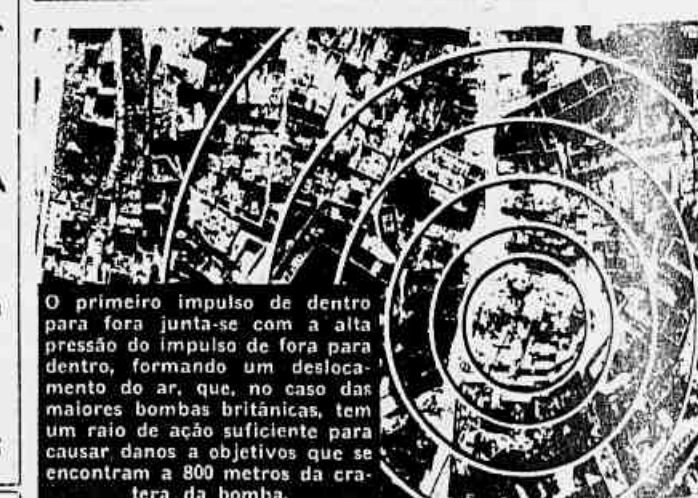 O primeiro impulso de dentro
para fora junta-se com a alta
pressão do impulso de fora para
dentro, formando um desloca-
mento do ar, que, no caso das
maiores bombas britânicas, tem
um raio de ação suficiente para
causar danos a objetivos que se
encontram a 800 metros da cra-
tera da bomba.